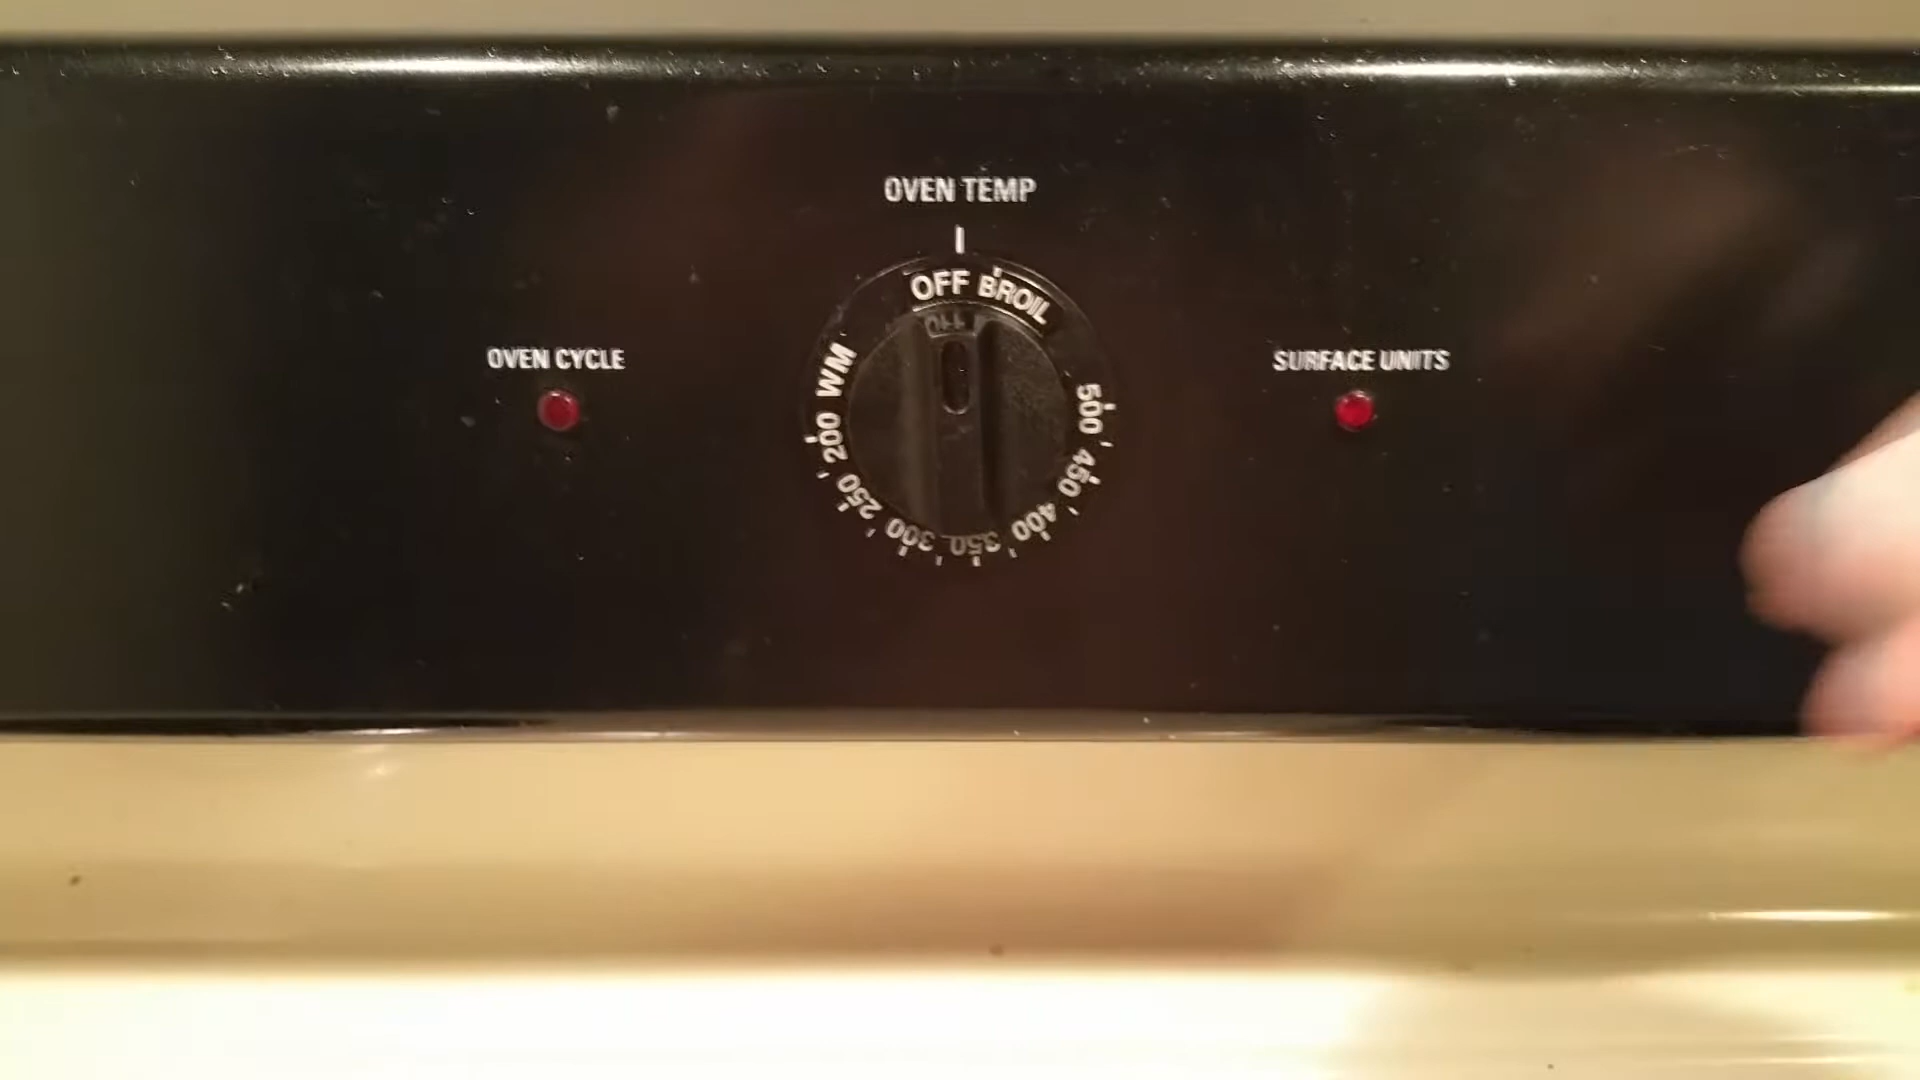 OVEN TEMP
OFF BROIL
WM
200
250
300
350
400
450
500
OVEN CYCLE
SURFACE UNITS